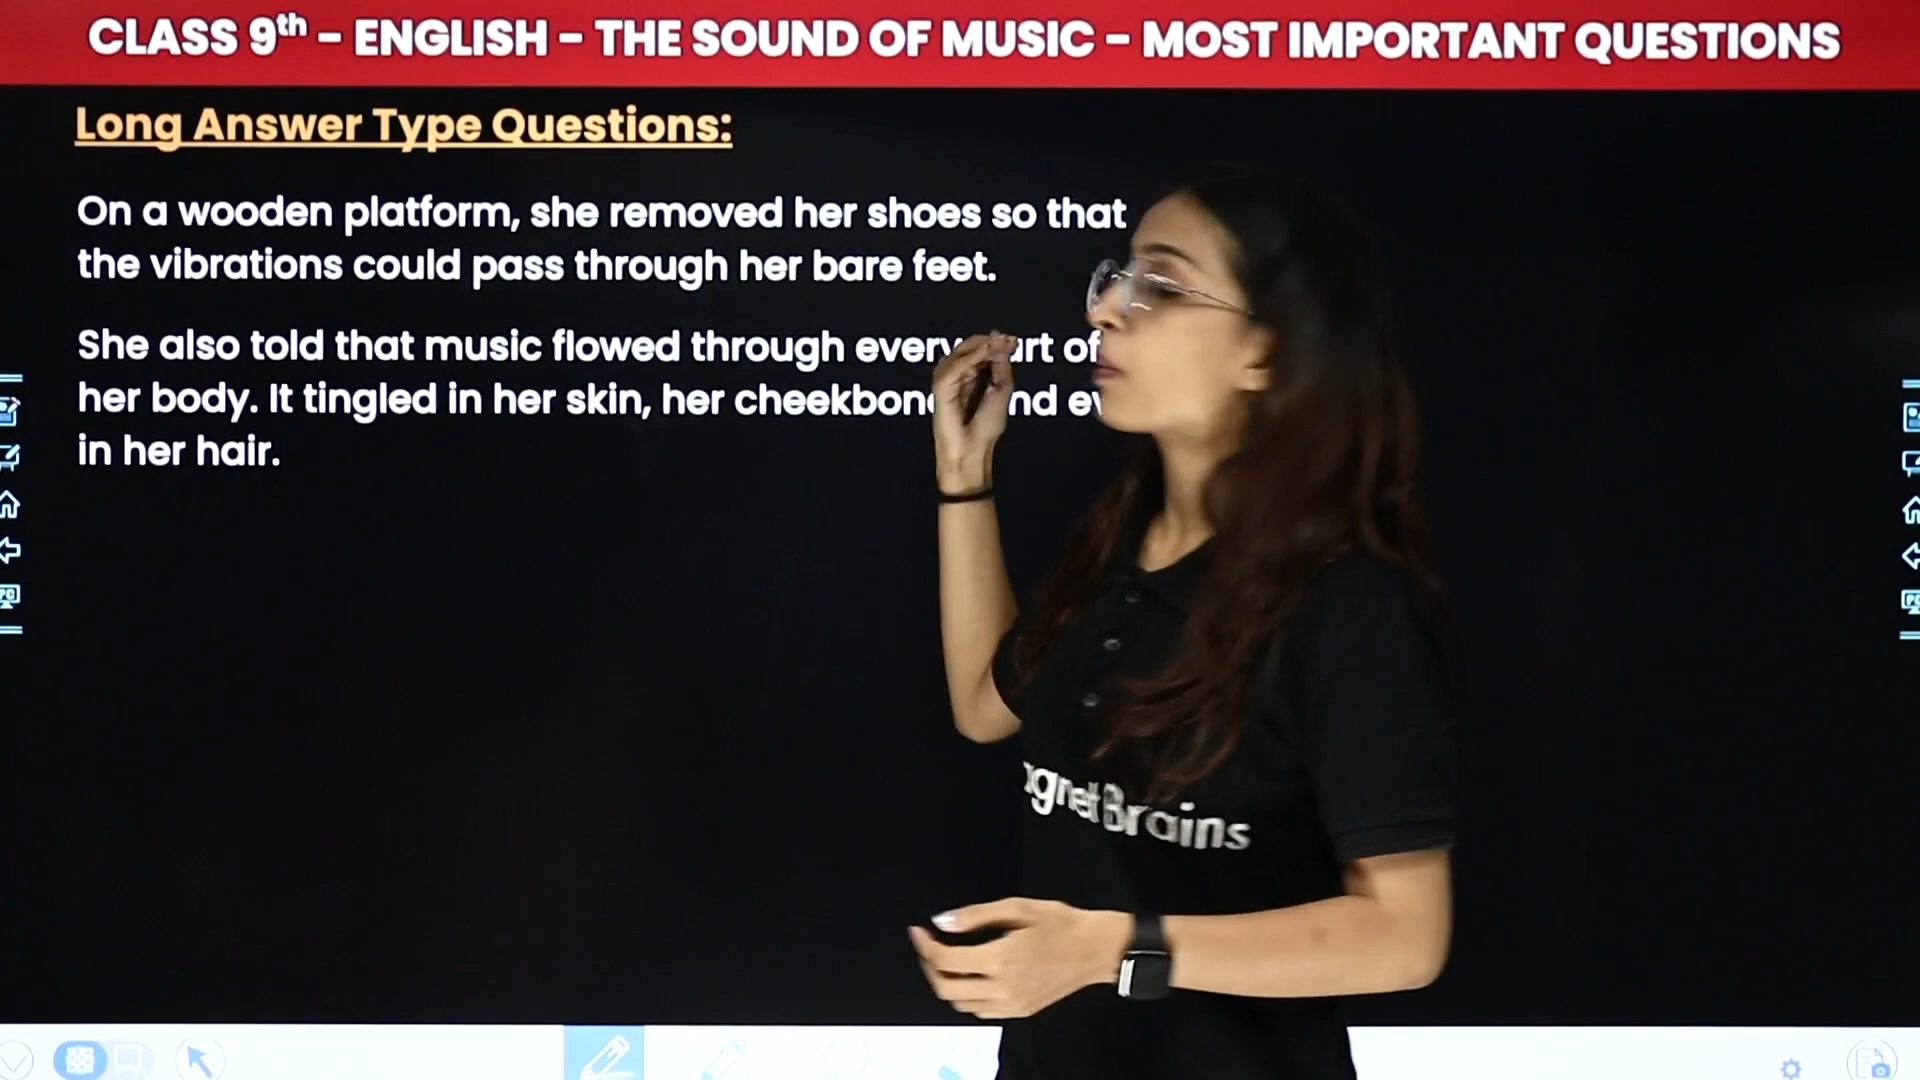 CLASS 9th - ENGLISH - THE SOUND OF MUSIC - MOST IMPORTANT QUESTIONS
Long Answer Type Questions:
On a wooden platform, she removed her shoes so that
the vibrations could pass through her bare feet.
She also told that music flowed through every of
her body. It tingled in her skin, her
in her hair.
Brains